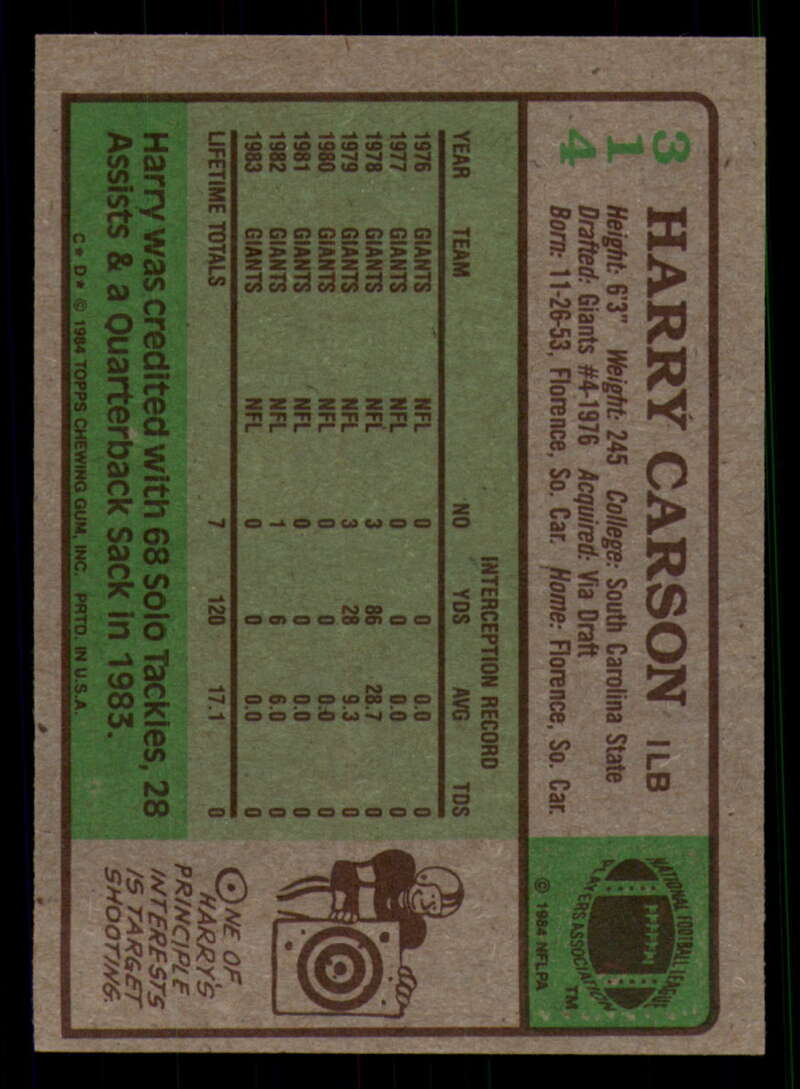 314
HARRY CARSON ILB
Height: 6'3" Weight: 245 College: South Carolina State
Drafted: Giants #4-1976 Acquired: Via Draft
Born: 11-26-53, Florence, So. Car. Home: Florence, So. Car.
NATIONAL FOOTBALL LEAGUE
PLAYERS ASSOCIATION
TM
© 1984 NFLPA
INTERCEPTION RECORD
YEAR TEAM NO YDS AVG TDS
1976 GIANTS NFL 0 0 0.0 0
1977 GIANTS NFL 0 0 0.0 0
1978 GIANTS NFL 3 86 28.7 0
1979 GIANTS NFL 3 28 9.3 0
1980 GIANTS NFL 0 0 0.0 0
1981 GIANTS NFL 0 0 0.0 0
1982 GIANTS NFL 1 6 6.0 0
1983 GIANTS NFL 0 0 0.0 0
LIFETIME TOTALS 7 120 17.1 0
Harry was credited with 68 Solo Tackles, 28
Assists & a Quarterback Sack in 1983.
C* D* © 1984 TOPPS CHEWING GUM, INC. PRTD. IN U.S.A.
ONE OF
HARRY'S
PRINCIPLE
INTERESTS
IS TARGET
SHOOTING.